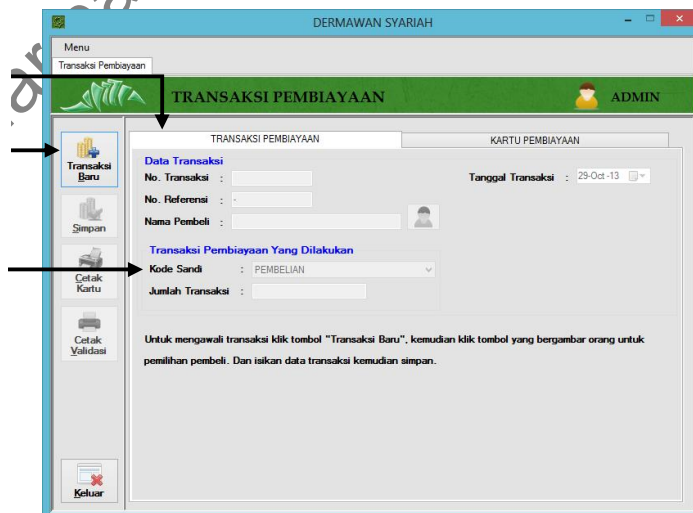 DERMAWAN SYARIAH
Menu
Transaksi Pembiayaan
TRANSAKSI PEMBIAYAAN
ADMIN
TRANSAKSI PEMBIAYAAN
KARTU PEMBIAYAAN
Transaksi Baru
Simpan
Cetak Kartu
Cetak Validasi
Keluar
Data Transaksi
No. Transaksi :
Tanggal Transaksi : 29-Oct-13
No. Referensi : -
Nama Pembeli :
Transaksi Pembiayaan Yang Dilakukan
Kode Sandi : PEMBELIAN
Jumlah Transaksi :
Untuk mengawali transaksi klik tombol "Transaksi Baru", kemudian klik tombol yang bergambar orang untuk
pemilihan pembeli. Dan isikan data transaksi kemudian simpan.